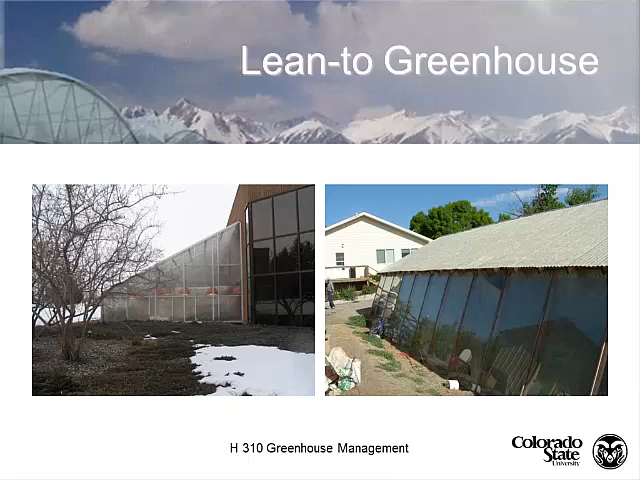 Lean-to Greenhouse
H 310 Greenhouse Management
Colorado
State
University